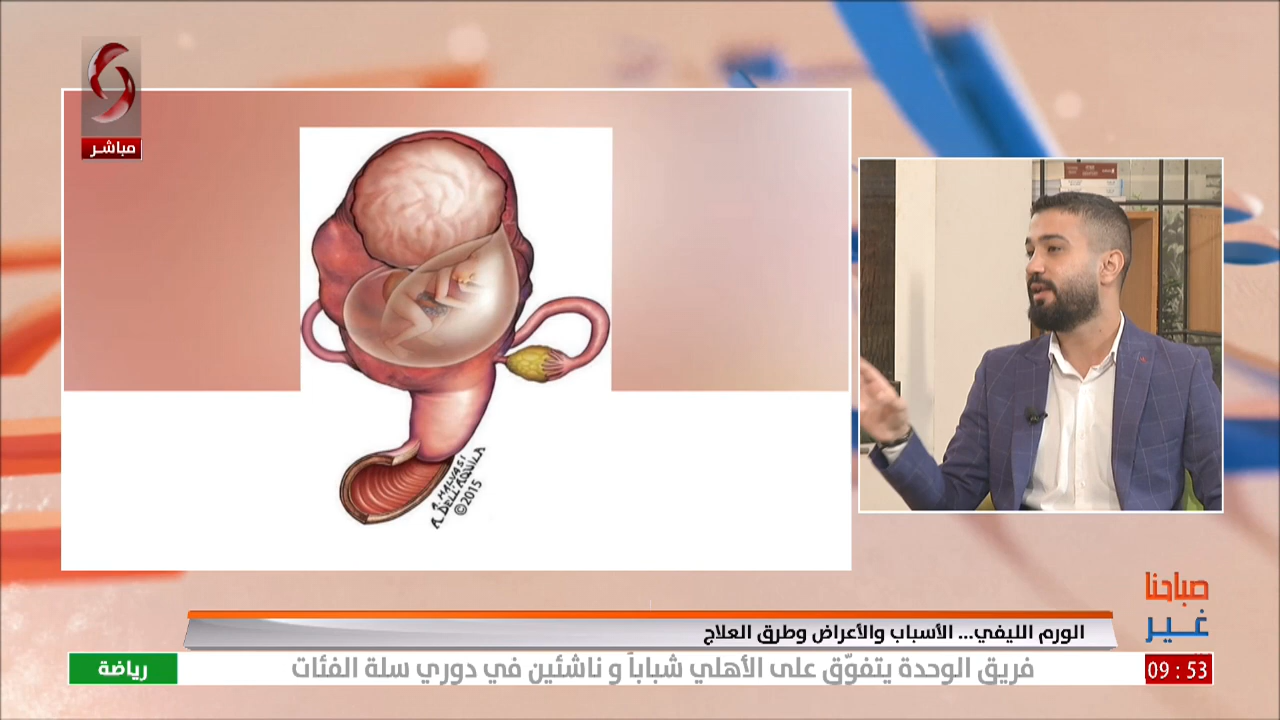 مباشر
A. MALVASI
A. DELL'AQUILA
©2015
صباحنا
غير
الورم الليفي... الأسباب والأعراض وطرق العلاج
رياضة
فريق الوحدة يتفوّق على الأهلي شباباً و ناشئين في دوري سلة الفئات
09 : 53